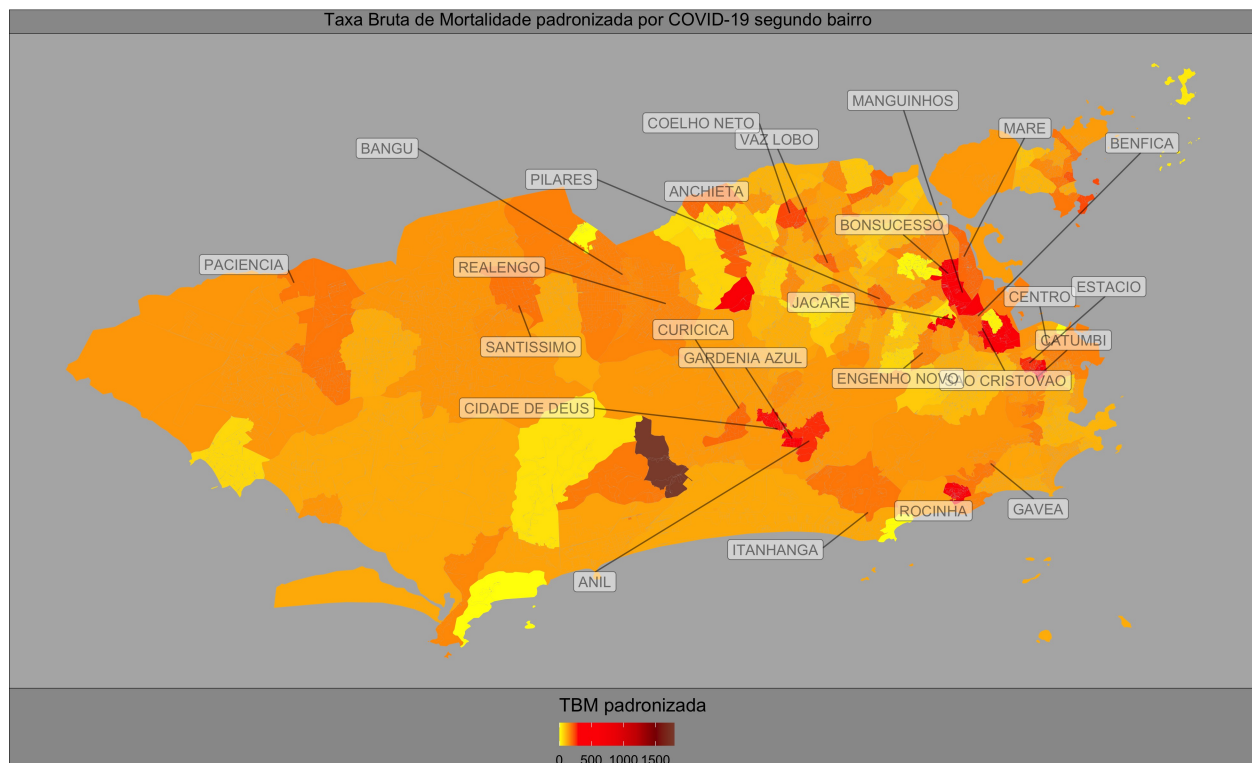 Taxa Bruta de Mortalidade padronizada por COVID-19 segundo bairro
MANGUINHOS
COELHO NETO
MARE
VAZ LOBO
BENFICA
BANGU
PILARES
ANCHIETA
BONSUCESSO
PACIENCIA
REALENGO
ESTACIO
CENTRO
JACARE
CURICICA
CATUMBI
SANTISSIMO
GARDENIA AZUL
ENGENHO NOVO
SAO CRISTOVAO
CIDADE DE DEUS
ROCINHA
GAVEA
ITANHANGA
ANIL
TBM padronizada
0 500 1000 1500